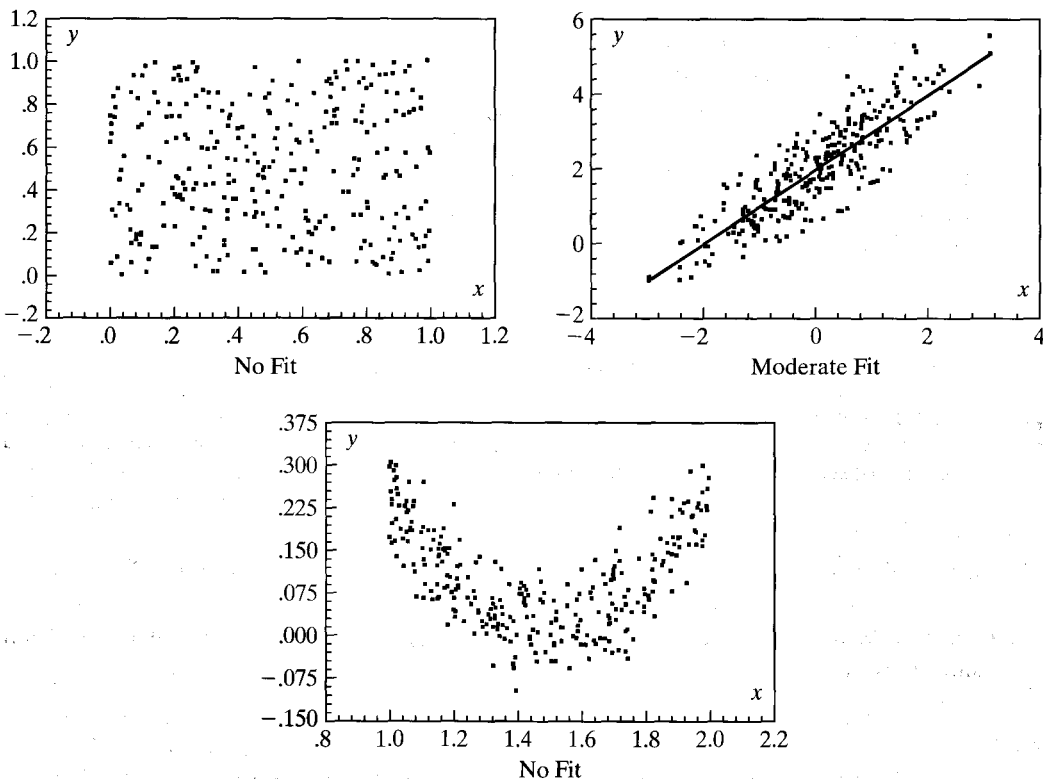 1.2
y
1.0
.8
.6
.4
.2
.0
−.2
−.2 .0 .2 .4 .6 .8 1.0 1.2
x
No Fit
6
y
4
2
0
−2
−4 −2 0 2 4
x
Moderate Fit
.375
y
.300
.225
.150
.075
.000
−.075
−.150
.8 1.0 1.2 1.4 1.6 1.8 2.0 2.2
x
No Fit